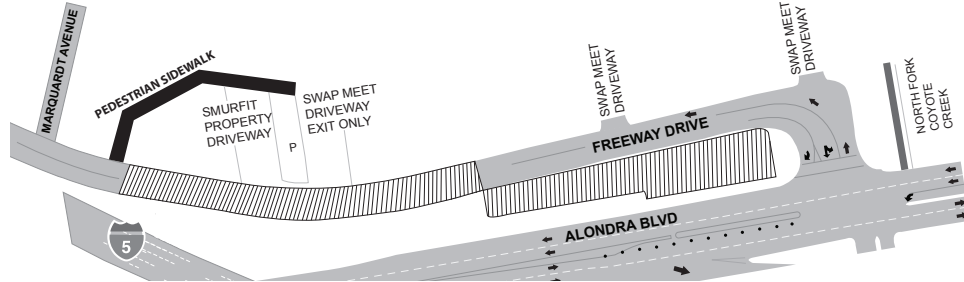 MARQUARDT AVENUE
PEDESTRIAN SIDEWALK
SMURFIT
PROPERTY
DRIVEWAY
P
SWAP MEET
DRIVEWAY
EXIT ONLY
SWAP MEET
DRIVEWAY
SWAP MEET
DRIVEWAY
NORTH FORK
COYOTE
CREEK
FREEWAY DRIVE
ALONDRA BLVD
5